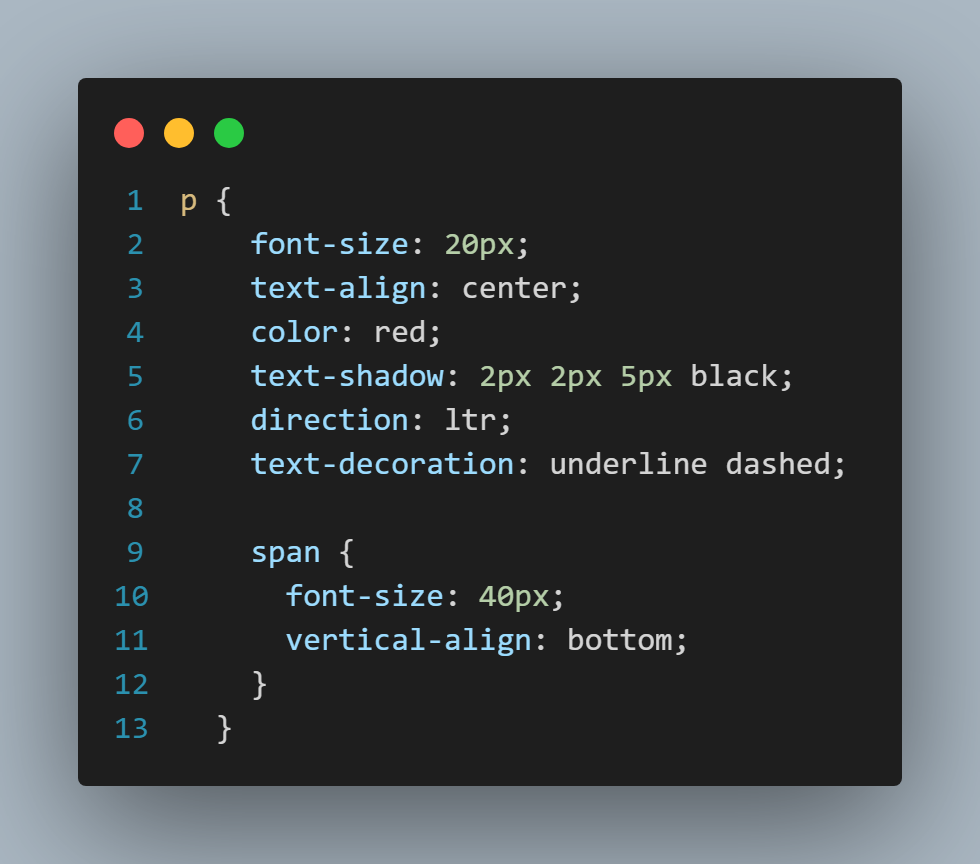 1 p {
2     font-size: 20px;
3     text-align: center;
4     color: red;
5     text-shadow: 2px 2px 5px black;
6     direction: ltr;
7     text-decoration: underline dashed;
8
9     span {
10       font-size: 40px;
11       vertical-align: bottom;
12     }
13   }